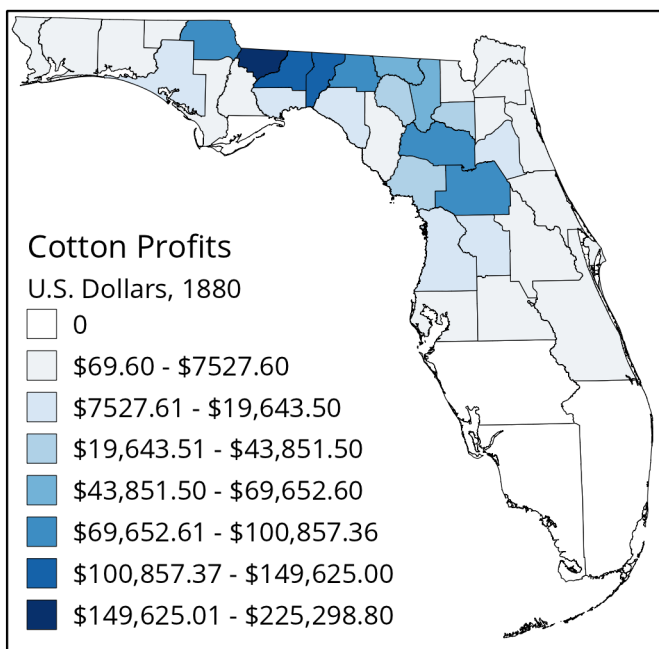 Cotton Profits
U.S. Dollars, 1880
0
$69.60 - $7527.60
$7527.61 - $19,643.50
$19,643.51 - $43,851.50
$43,851.50 - $69,652.60
$69,652.61 - $100,857.36
$100,857.37 - $149,625.00
$149,625.01 - $225,298.80